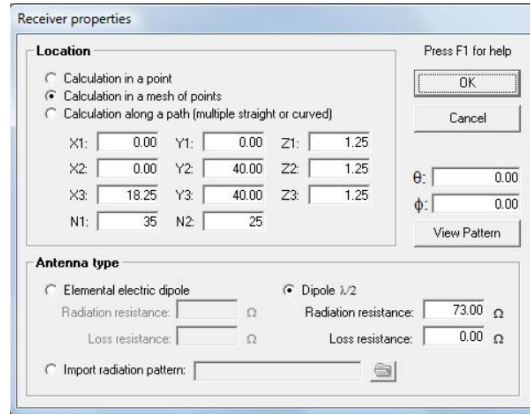 Receiver properties
Location
Press F1 for help
Calculation in a point
Calculation in a mesh of points
Calculation along a path (multiple straight or curved)
OK
Cancel
X1: 0.00 Y1: 0.00 Z1: 1.25
X2: 0.00 Y2: 40.00 Z2: 1.25
X3: 18.25 Y3: 40.00 Z3: 1.25
N1: 35 N2: 25
θ: 0.00
ϕ: 0.00
View Pattern
Antenna type
Elemental electric dipole
Radiation resistance: Ω
Loss resistance: Ω
Dipole λ/2
Radiation resistance: 73.00 Ω
Loss resistance: 0.00 Ω
Import radiation pattern: